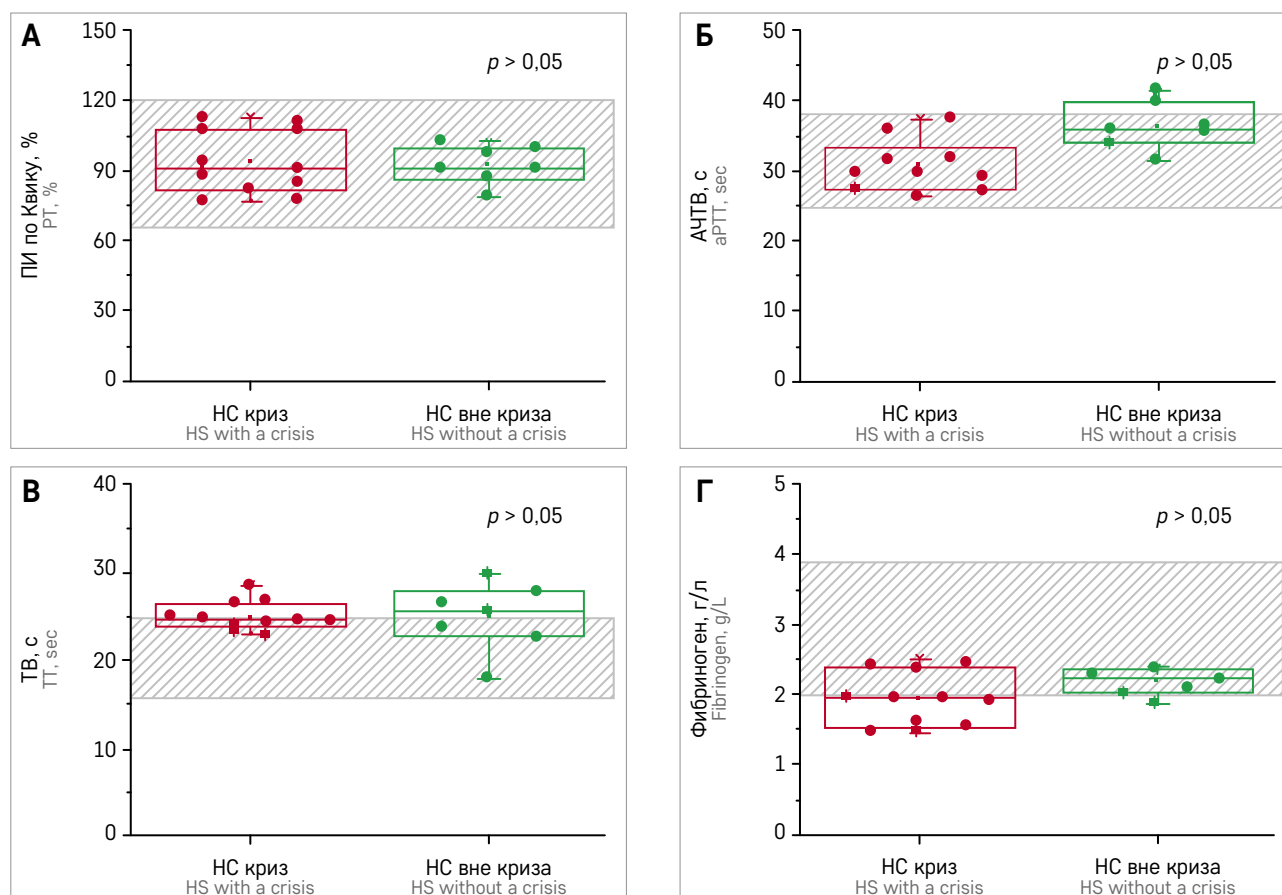 А
ПИ по Квику, %
PT, %
150
120
90
60
30
0
p > 0,05
НС криз
HS with a crisis
НС вне криза
HS without a crisis
Б
АЧТВ, с
aPTT, sec
50
40
30
20
10
0
p > 0,05
НС криз
HS with a crisis
НС вне криза
HS without a crisis
В
ТВ, с
TT, sec
40
30
20
10
0
p > 0,05
НС криз
HS with a crisis
НС вне криза
HS without a crisis
Г
Фибриноген, г/л
Fibrinogen, g/L
5
4
3
2
1
0
p > 0,05
НС криз
HS with a crisis
НС вне криза
HS without a crisis